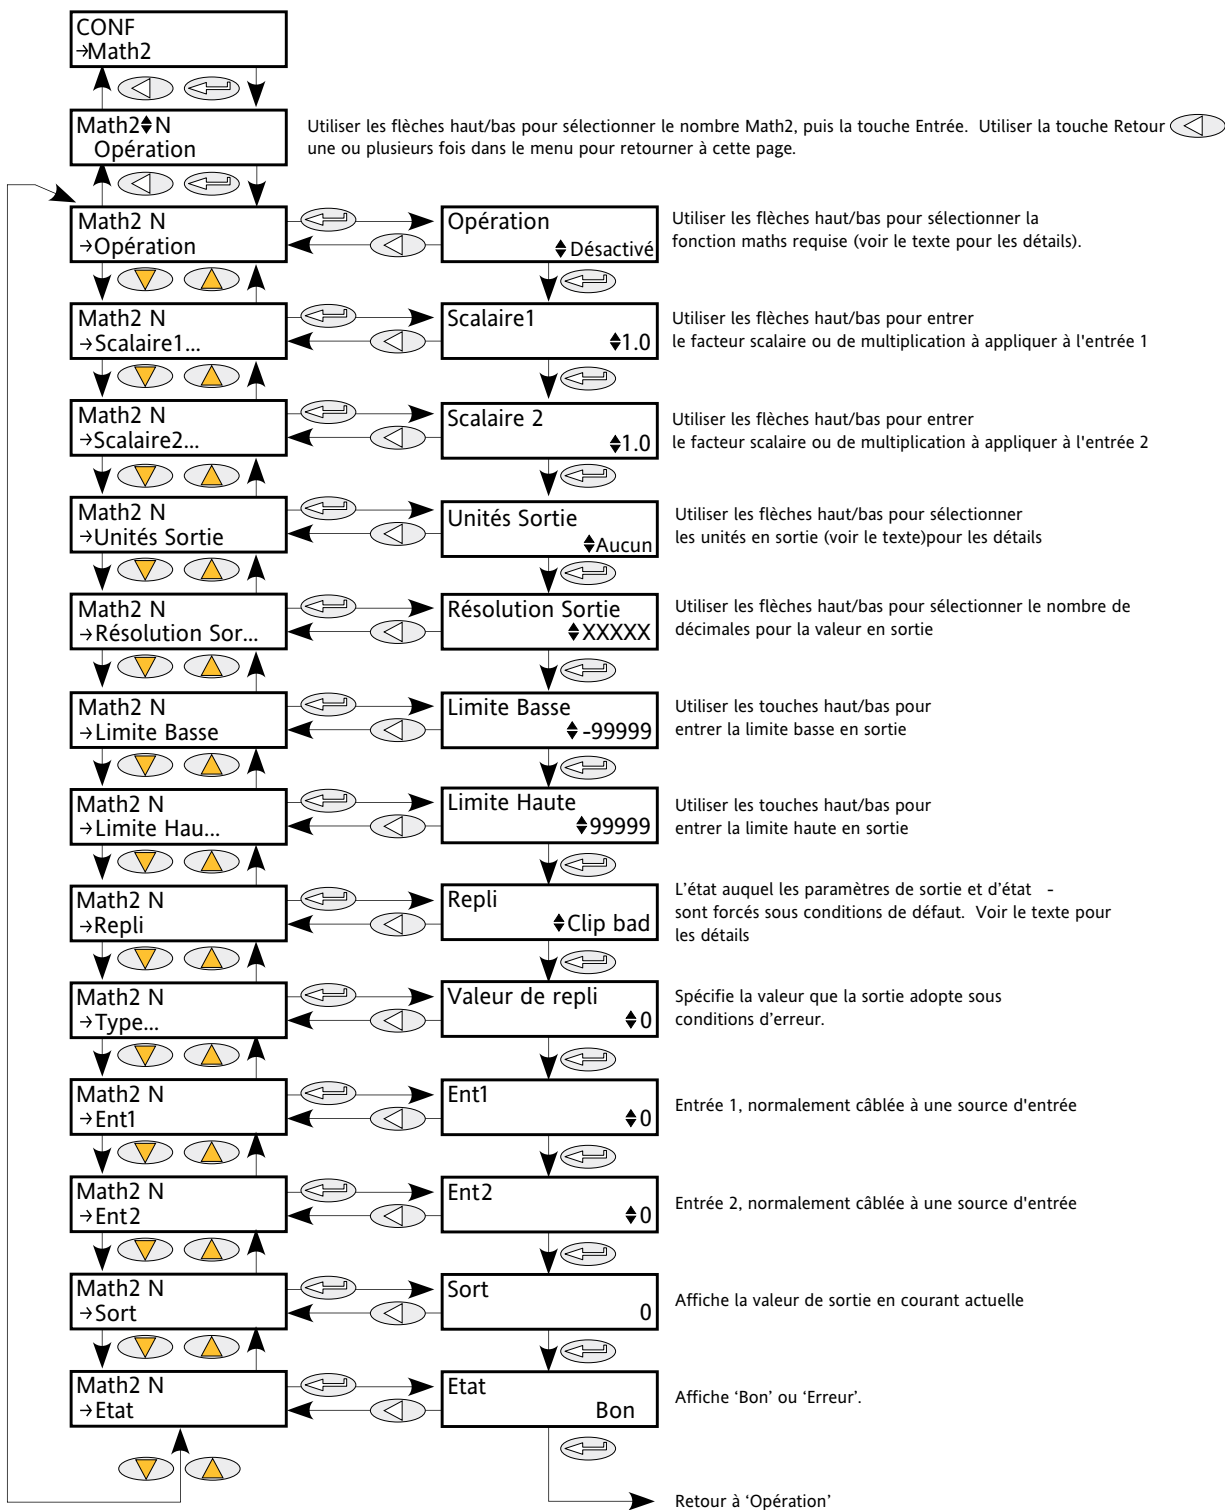 CONF
→Math2
Math2♦N
Opération
Utiliser les flèches haut/bas pour sélectionner le nombre Math2, puis la touche Entrée. Utiliser la touche Retour
une ou plusieurs fois dans le menu pour retourner à cette page.
Math2 N
→Opération
Opération
♦Désactivé
Utiliser les flèches haut/bas pour sélectionner la
fonction maths requise (voir le texte pour les détails).
Math2 N
→Scalaire1...
Scalaire1
♦1.0
Utiliser les flèches haut/bas pour entrer
le facteur scalaire ou de multiplication à appliquer à l'entrée 1
Math2 N
→Scalaire2...
Scalaire 2
♦1.0
Utiliser les flèches haut/bas pour entrer
le facteur scalaire ou de multiplication à appliquer à l'entrée 2
Math2 N
→Unités Sortie
Unités Sortie
♦Aucun
Utiliser les flèches haut/bas pour sélectionner
les unités en sortie (voir le texte)pour les détails
Math2 N
→Résolution Sor...
Résolution Sortie
♦XXXXX
Utiliser les flèches haut/bas pour sélectionner le nombre de
décimales pour la valeur en sortie
Math2 N
→Limite Basse
Limite Basse
♦-99999
Utiliser les touches haut/bas pour
entrer la limite basse en sortie
Math2 N
→Limite Hau...
Limite Haute
♦99999
Utiliser les touches haut/bas pour
entrer la limite haute en sortie
Math2 N
→Repli
Repli
♦Clip bad
L’état auquel les paramètres de sortie et d’état -
sont forcés sous conditions de défaut. Voir le texte pour
les détails
Math2 N
→Type...
Valeur de repli
♦0
Spécifie la valeur que la sortie adopte sous
conditions d’erreur.
Math2 N
→Ent1
Ent1
♦0
Entrée 1, normalement câblée à une source d'entrée
Math2 N
→Ent2
Ent2
♦0
Entrée 2, normalement câblée à une source d'entrée
Math2 N
→Sort
Sort
0
Affiche la valeur de sortie en courant actuelle
Math2 N
→Etat
Etat
Bon
Affiche ‘Bon’ ou ‘Erreur’.
Retour à ‘Opération’